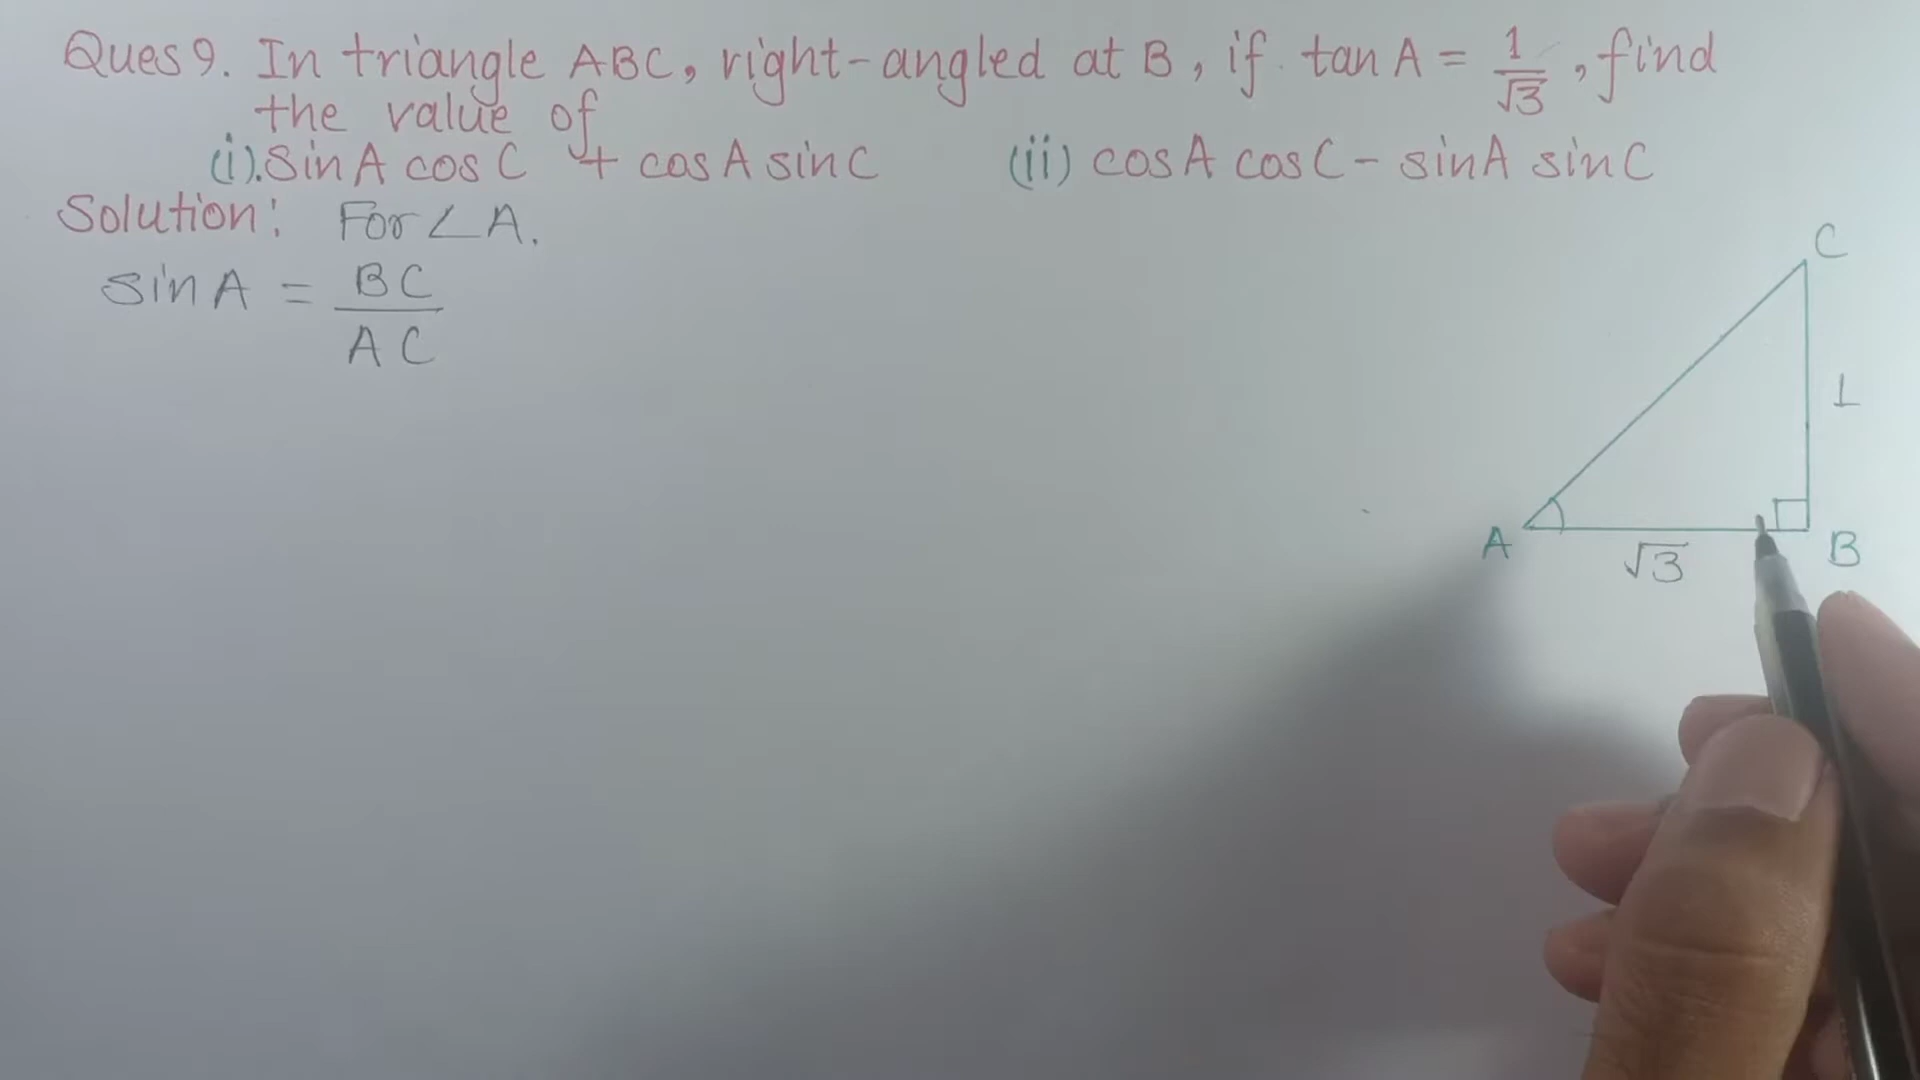 Ques 9. In triangle ABC, right-angled at B, if tan A = 1/√3, find
the value of
(i). sin A cos C + cos A sin C (ii) cos A cos C - sin A sin C
Solution: For ∠A.
sin A = BC/AC
C
1
A
√3
B